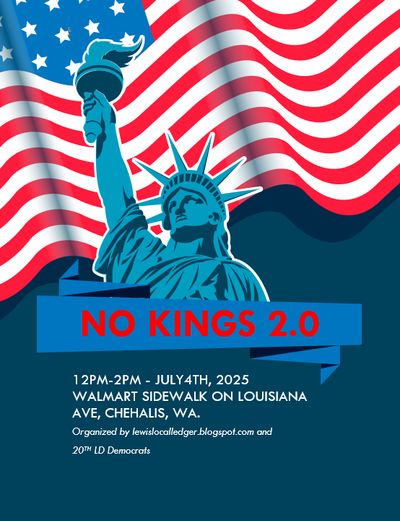 NO KINGS 2.0
12PM-2PM - JULY4TH, 2025
WALMART SIDEWALK ON LOUISIANA
AVE, CHEHALIS, WA.
Organized by lewislocalledger.blogspot.com and
20TH LD Democrats